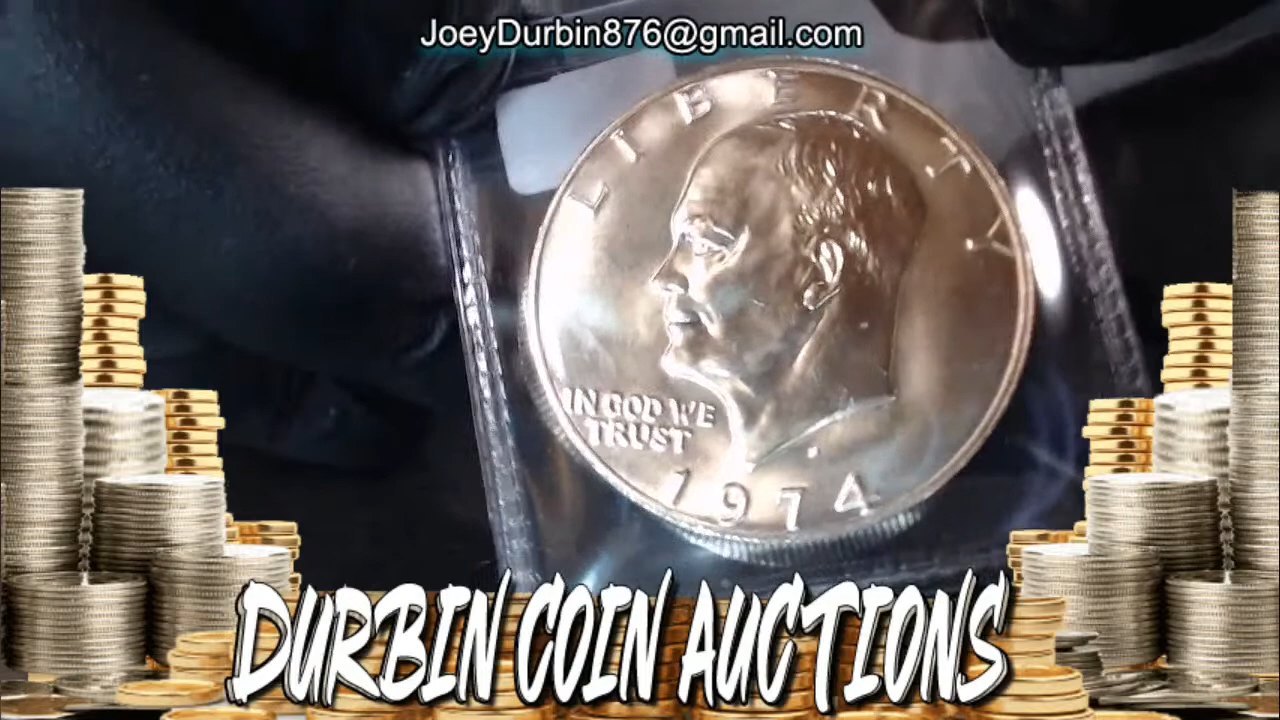 JoeyDurbin876@gmail.com
LIBERTY
IN GOD WE
TRUST
1974
DURBIN COIN AUCTIONS